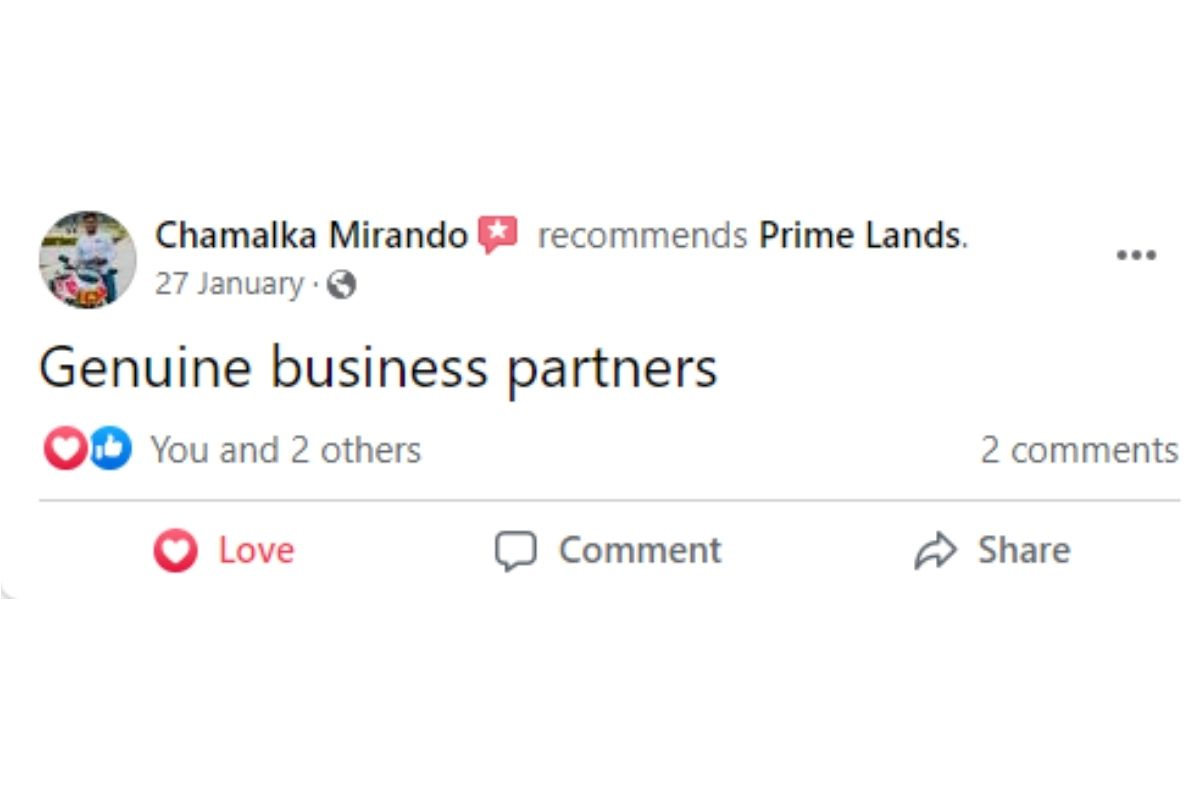 Chamalka Mirando recommends Prime Lands.
27 January ·
Genuine business partners
You and 2 others 2 comments
Love Comment Share